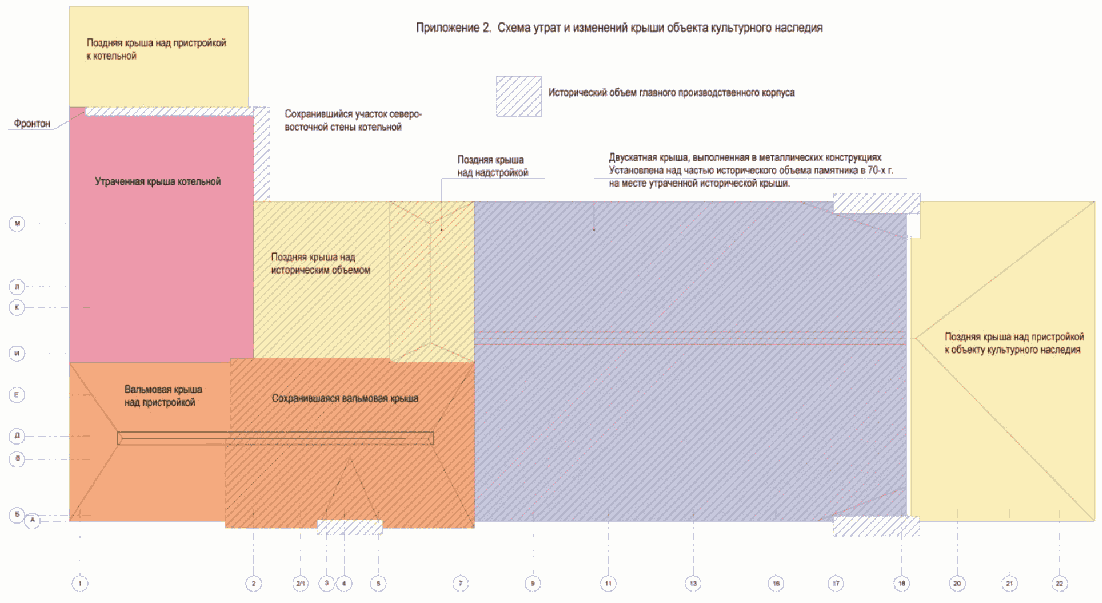 Приложение 2. Схема утрат и изменений крыши объекта культурного наследия
Поздняя крыша над пристройкой
к котельной
Исторический объем главного производственного корпуса
Фронтон
Сохранившийся участок северо-
восточной стены котельной
Поздняя крыша
над надстройкой
Двускатная крыша, выполненная в металлических конструкциях
Установлена над частью исторического объема памятника в 70-х г.
на месте утраченной исторической крыши.
Утраченная крыша котельной
М
Поздняя крыша над
историческим объемом
Л
К
Поздняя крыша над пристройкой
к объекту культурного наследия
И
Вальмовая крыша
над пристройкой
Сохранившаяся вальмовая крыша
Е
Д
Б
А
1
2
2/1
3
4
5
7
9
11
13
17
18
20
21
22